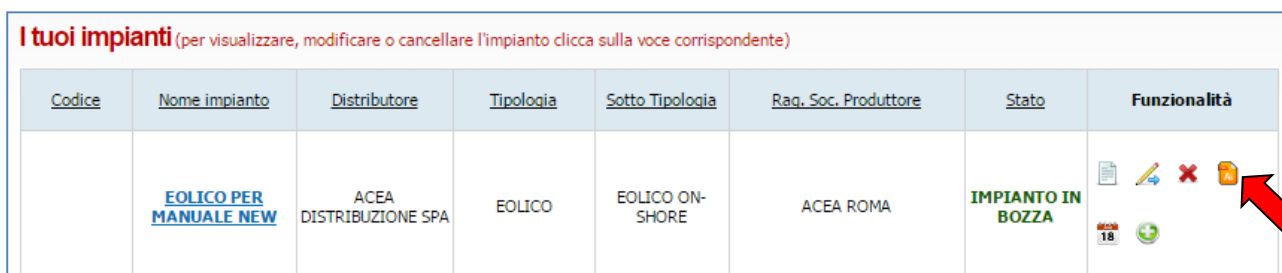 I tuoi impianti (per visualizzare, modificare o cancellare l'impianto clicca sulla voce corrispondente)
Codice Nome impianto Distributore Tipologia Sotto Tipologia Rag. Soc. Produttore Stato Funzionalità
EOLICO PER MANUALE NEW
ACEA DISTRIBUZIONE SPA
EOLICO
EOLICO ON-SHORE
ACEA ROMA
IMPIANTO IN BOZZA
18